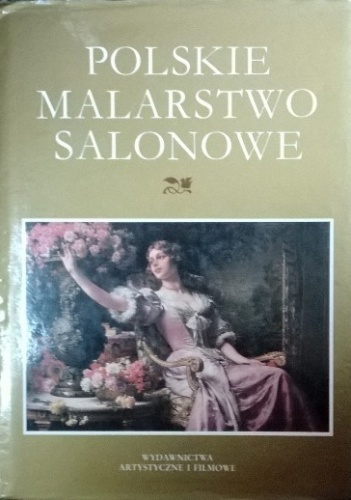 POLSKIE
MALARSTWO
SALONOWE
WYDAWNICTWA
ARTYSTYCZNE I FILMOWE